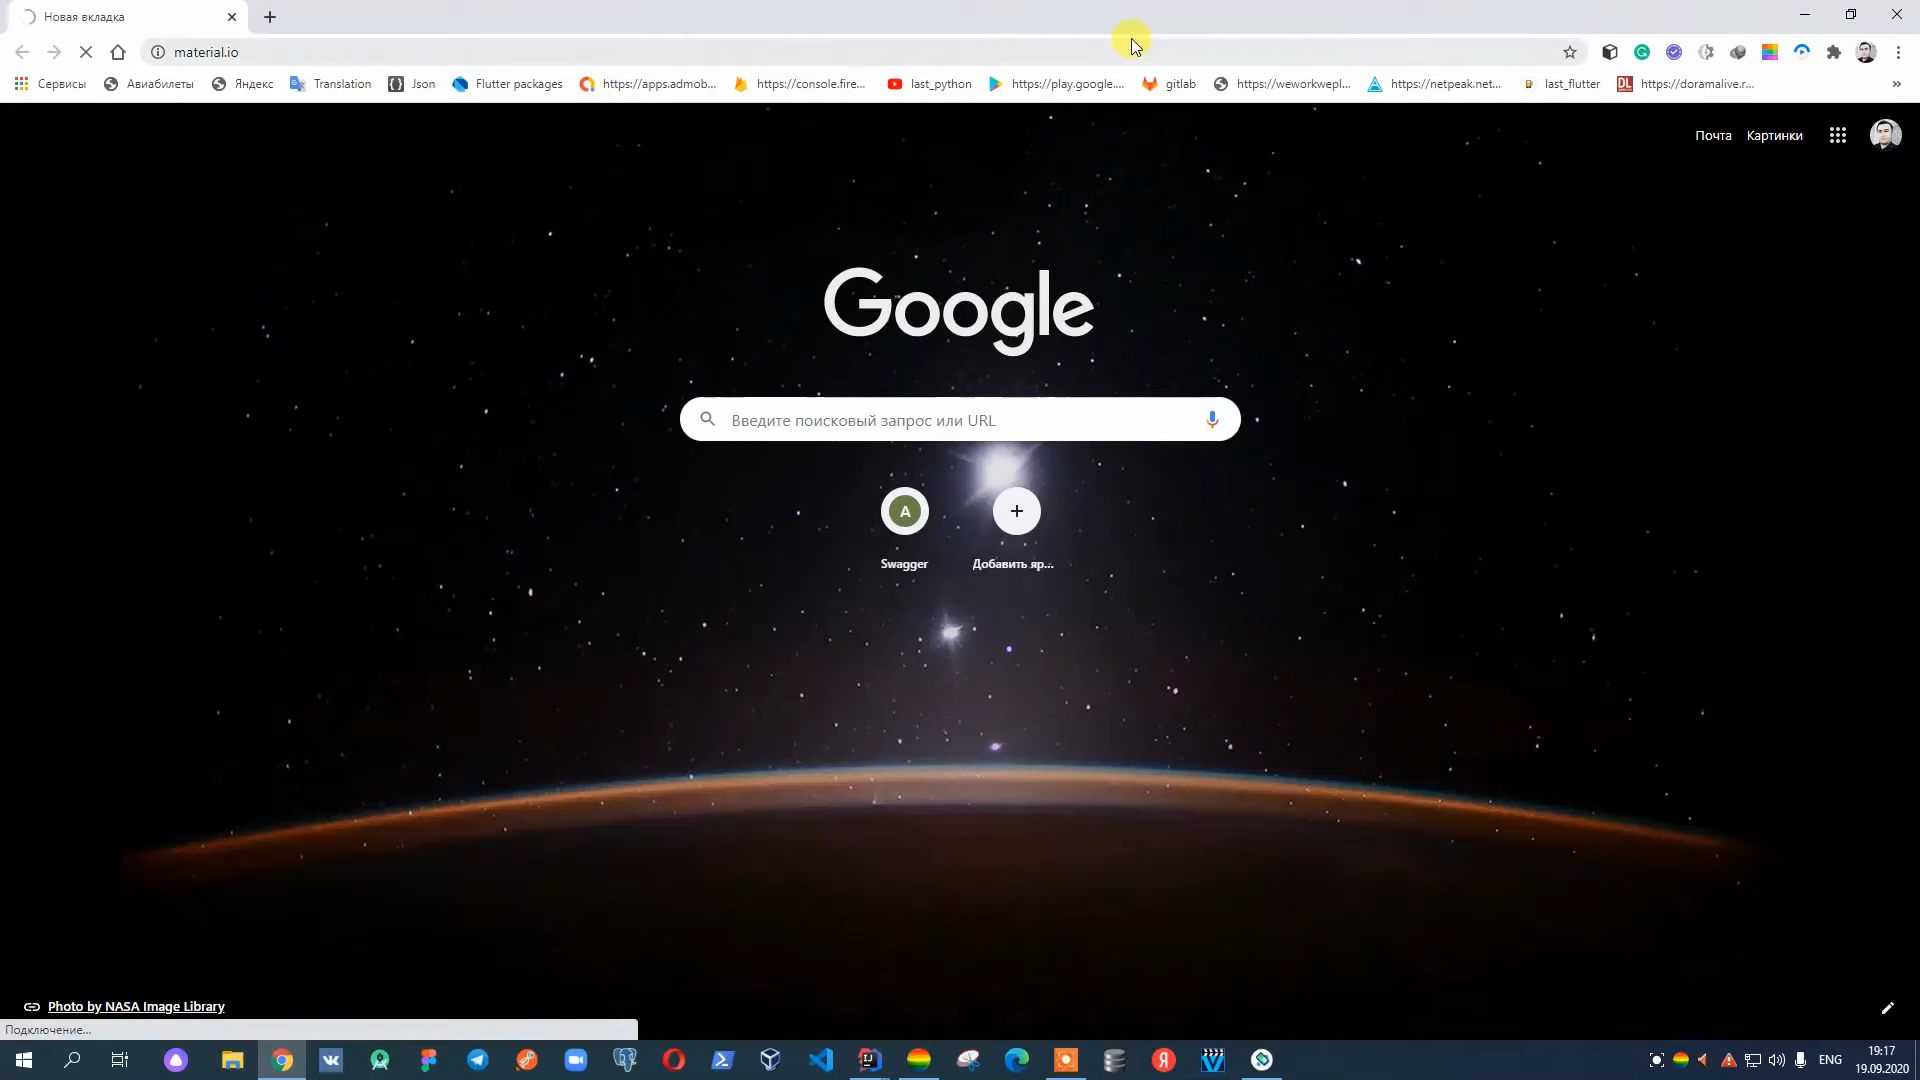 Новая вкладка
material.io
Сервисы
Авиабилеты
Яндекс
Translation
Json
Flutter packages
https://apps.admob...
https://console.fire...
last_python
https://play.google....
gitlab
https://weworkwepl...
https://netpeak.net...
last_flutter
https://doramalive.r...
Почта
Картинки
Google
Введите поисковый запрос или URL
A
Swagger
Добавить яр...
Photo by NASA Image Library
Подключение...
ENG
19:17
19.09.2020